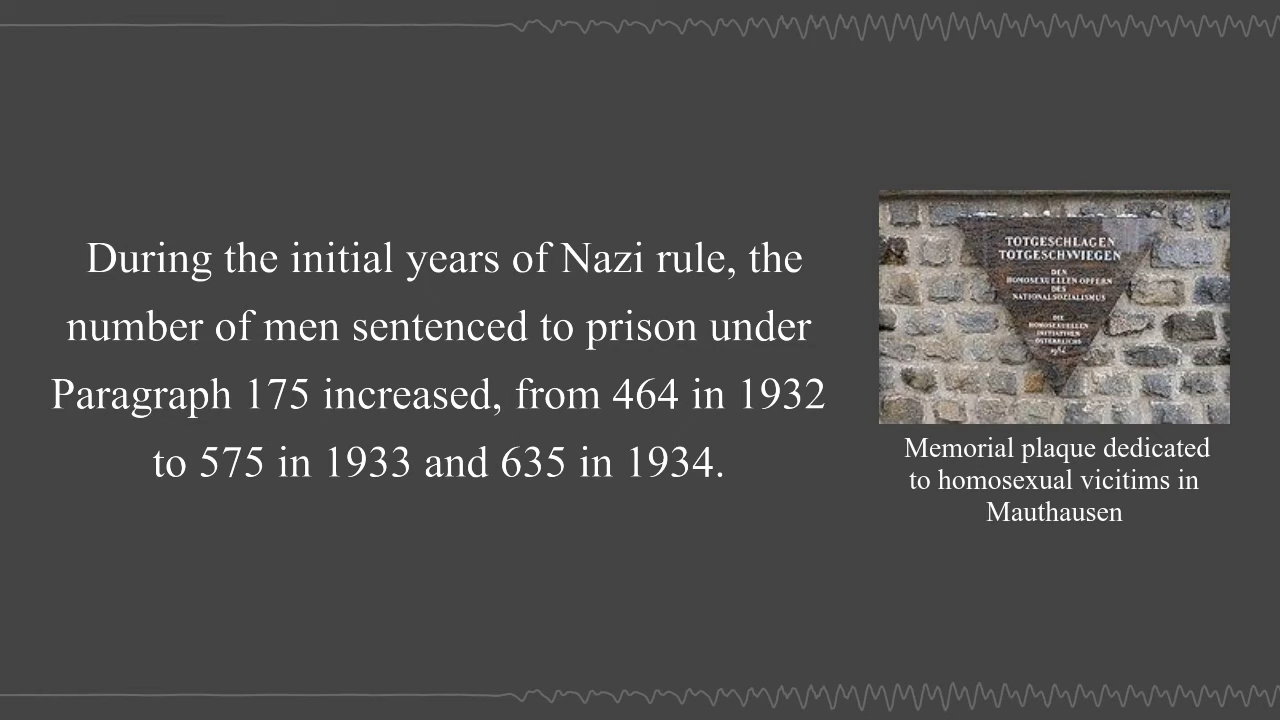 During the initial years of Nazi rule, the
number of men sentenced to prison under
Paragraph 175 increased, from 464 in 1932
to 575 in 1933 and 635 in 1934.
TOTGESCHLAGEN
TOTGESCHWIEGEN
DEN
HOMOSEXUELLEN OPFERN
DES
NATIONALSOZIALISMUS
DIE
HOMOSEXUELLEN
INITIATIVEN
ÖSTERREICHS
1984
Memorial plaque dedicated
to homosexual vicitims in
Mauthausen